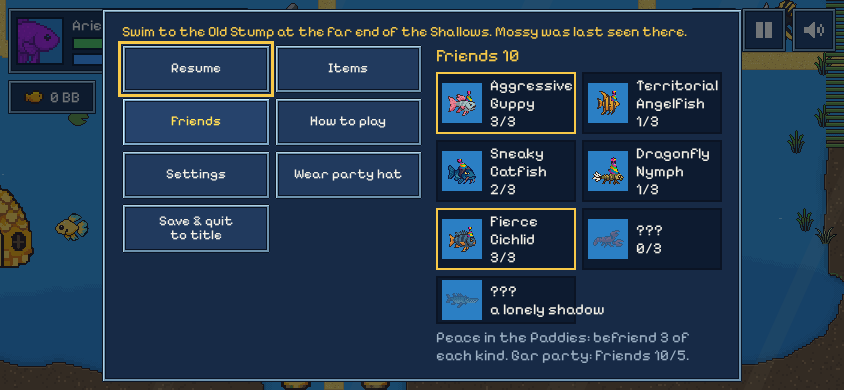 Arie
0 BB
Swim to the Old Stump at the far end of the Shallows. Mossy was last seen there.
Resume
Items
Friends
How to play
Settings
Wear party hat
Save & quit
to title
Friends 10
Aggressive
Guppy
3/3
Territorial
Angelfish
1/3
Sneaky
Catfish
2/3
Dragonfly
Nymph
1/3
Fierce
Cichlid
3/3
???
0/3
???
a lonely shadow
Peace in the Paddies: befriend 3 of
each kind. Gar party: Friends 10/5.